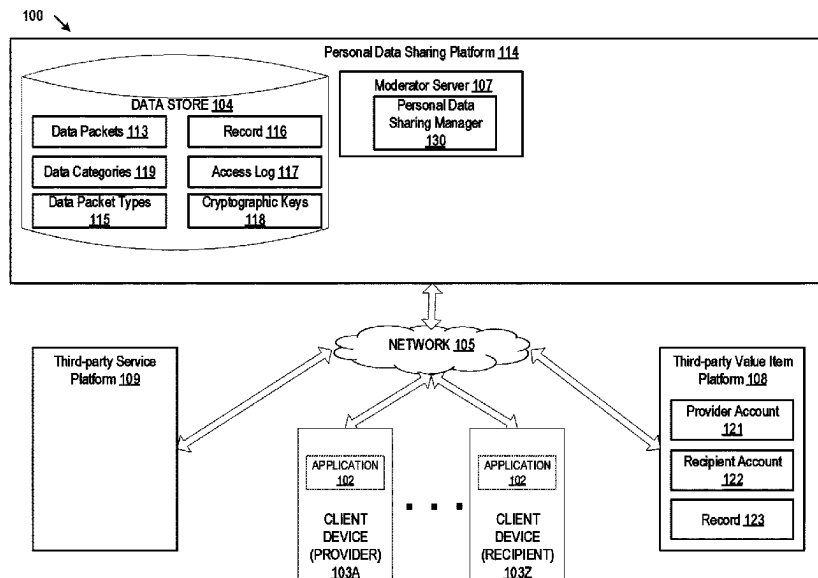 100
Personal Data Sharing Platform 114
DATA STORE 104
Data Packets 113
Record 116
Data Categories 119
Access Log 117
Data Packet Types
115
Cryptographic Keys
118
Moderator Server 107
Personal Data
Sharing Manager
130
NETWORK 105
Third-party Service
Platform 109
APPLICATION
102
CLIENT
DEVICE
(PROVIDER)
103A
. . .
APPLICATION
102
CLIENT
DEVICE
(RECIPIENT)
103Z
Third-party Value Item
Platform 108
Provider Account
121
Recipient Account
122
Record 123